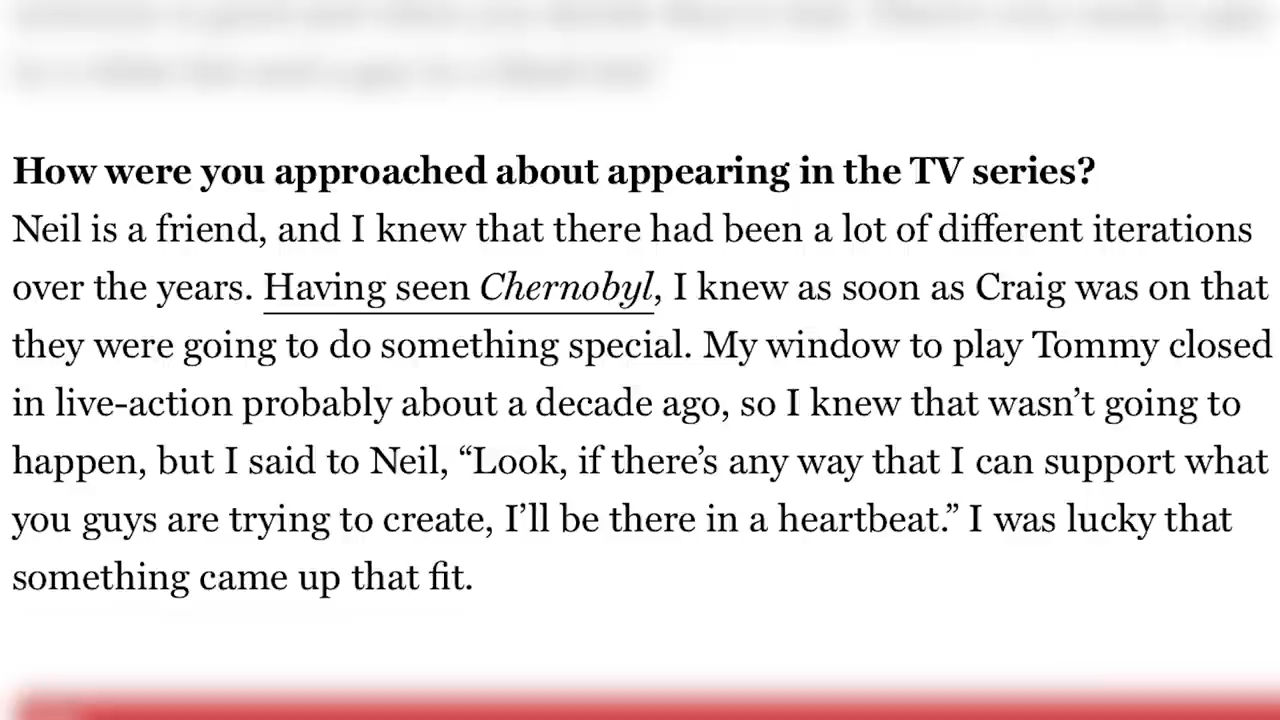 How were you approached about appearing in the TV series?
Neil is a friend, and I knew that there had been a lot of different iterations
over the years. Having seen Chernobyl, I knew as soon as Craig was on that
they were going to do something special. My window to play Tommy closed
in live-action probably about a decade ago, so I knew that wasn’t going to
happen, but I said to Neil, “Look, if there’s any way that I can support what
you guys are trying to create, I’ll be there in a heartbeat.” I was lucky that
something came up that fit.